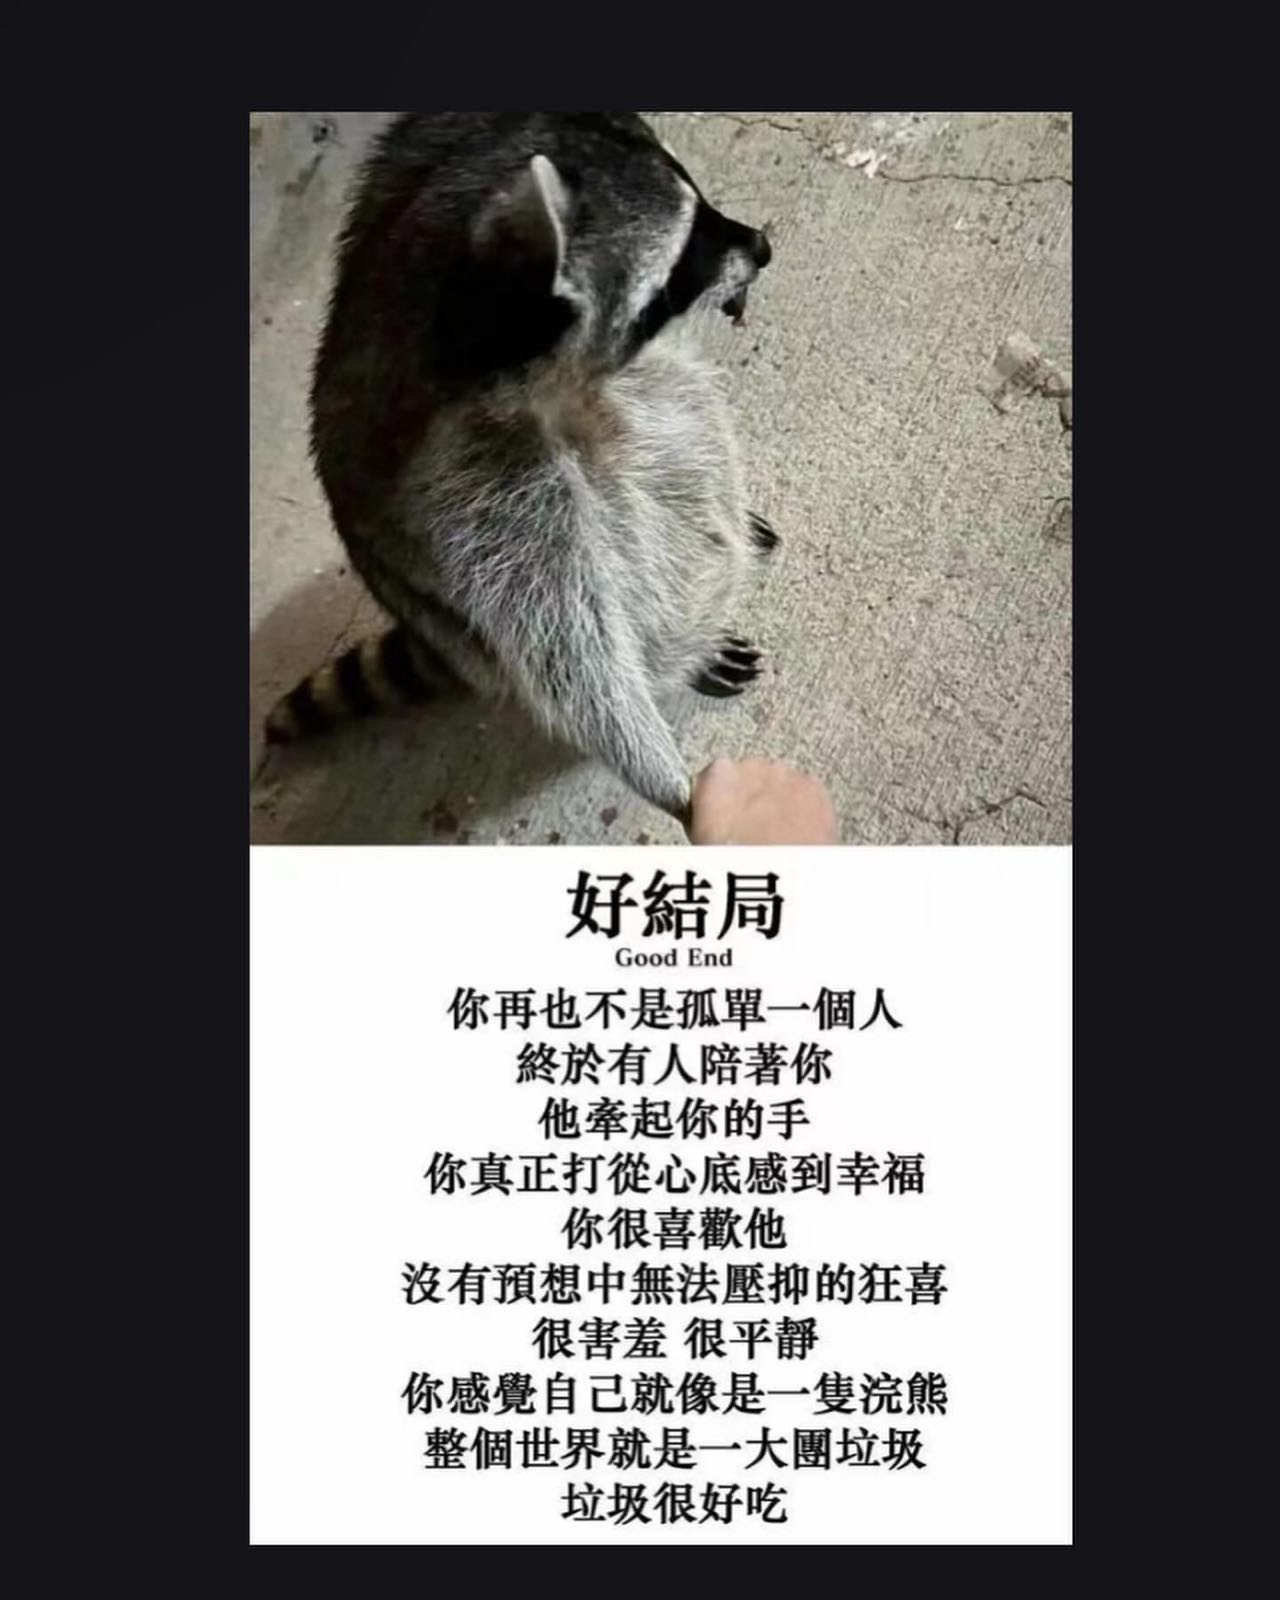 好結局
Good End
你再也不是孤單一個人
終於有人陪著你
他牽起你的手
你真正打從心底感到幸福
你很喜歡他
沒有預想中無法壓抑的狂喜
很害羞 很平靜
你感覺自己就像是一隻浣熊
整個世界就是一大團垃圾
垃圾很好吃